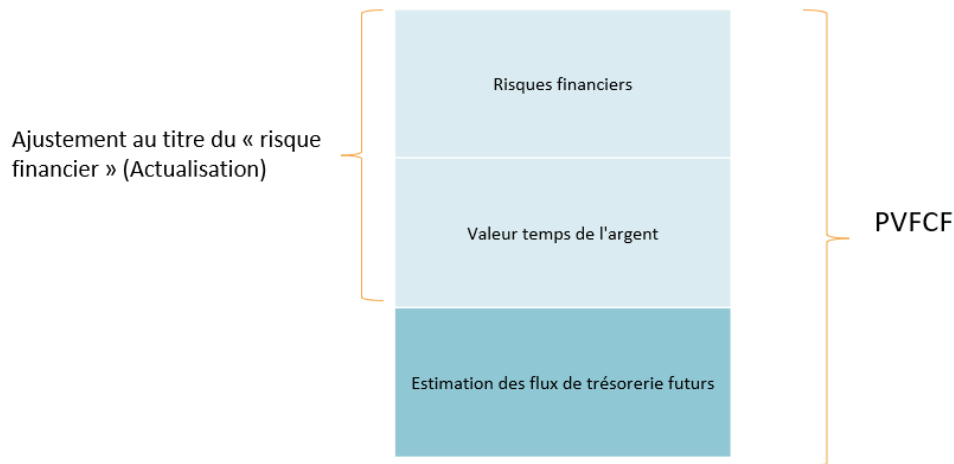 Risques financiers
Ajustement au titre du « risque
financier » (Actualisation)
Valeur temps de l'argent
PVFCF
Estimation des flux de trésorerie futurs